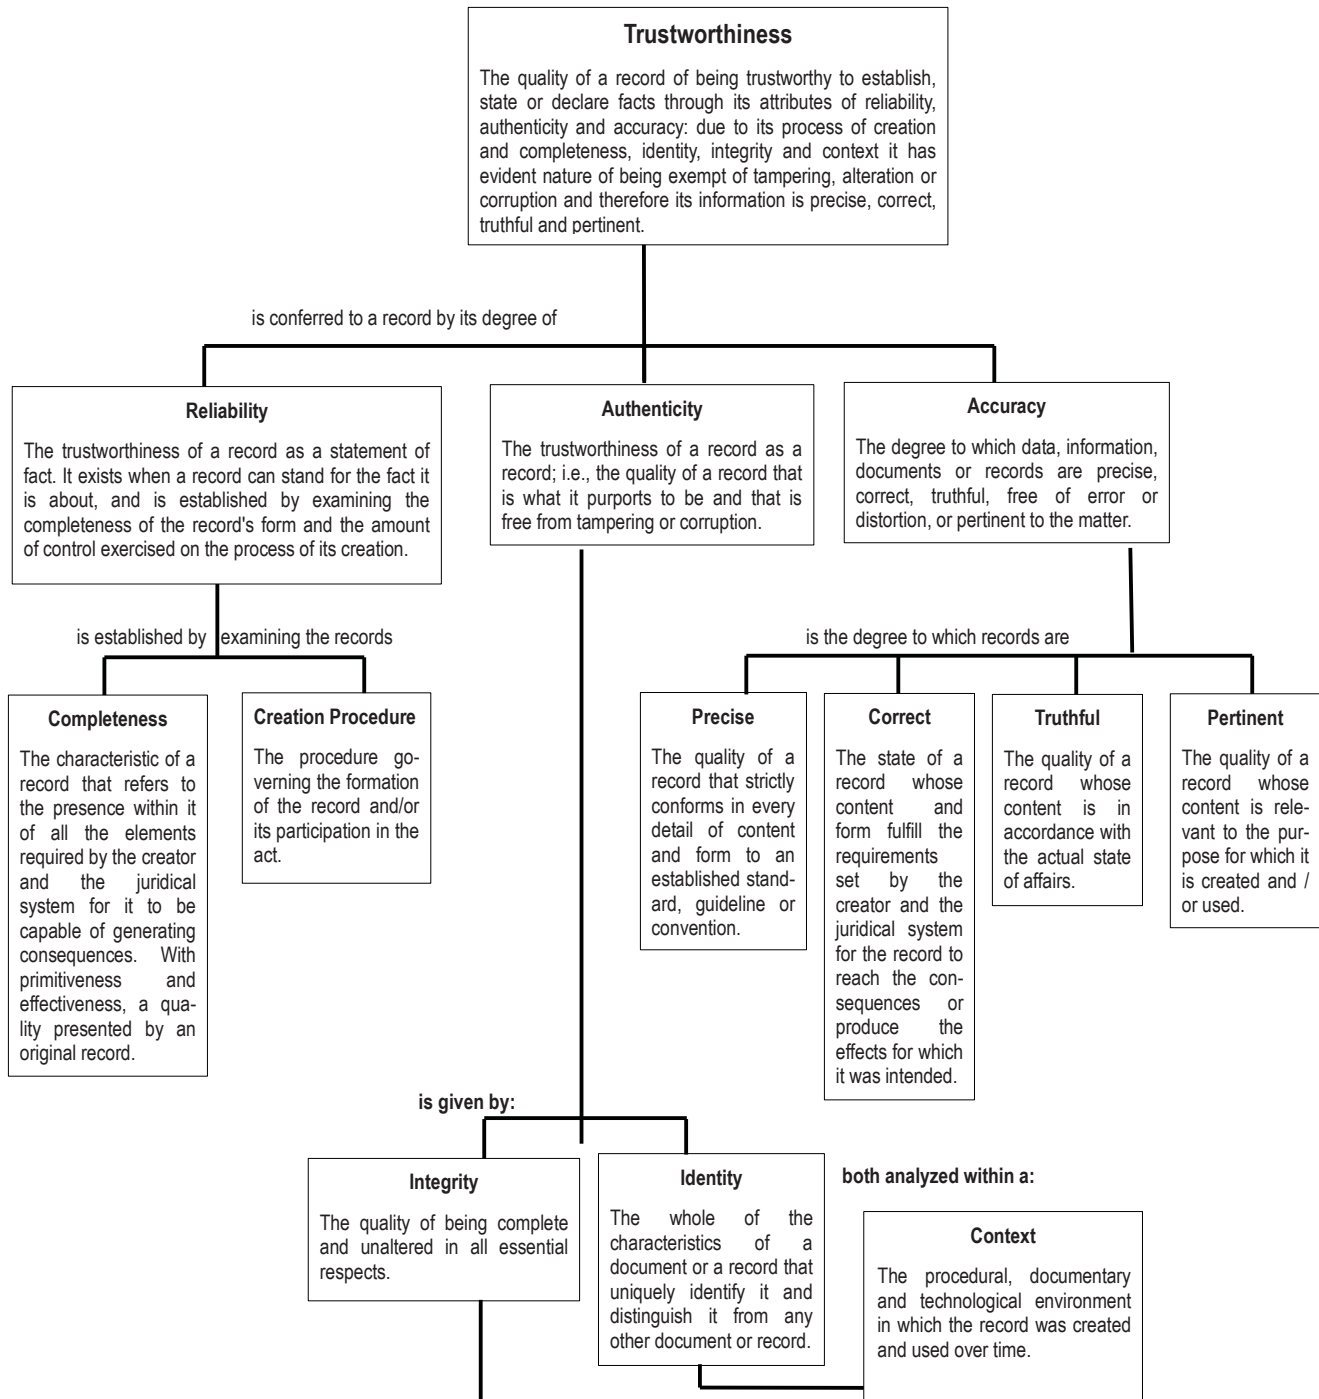 Trustworthiness
The quality of a record of being trustworthy to establish,
state or declare facts through its attributes of reliability,
authenticity and accuracy: due to its process of creation
and completeness, identity, integrity and context it has
evident nature of being exempt of tampering, alteration or
corruption and therefore its information is precise, correct,
truthful and pertinent.
is conferred to a record by its degree of
Reliability
The trustworthiness of a record as a statement of
fact. It exists when a record can stand for the fact it
is about, and is established by examining the
completeness of the record's form and the amount
of control exercised on the process of its creation.
Authenticity
The trustworthiness of a record as a
record; i.e., the quality of a record that
is what it purports to be and that is
free from tampering or corruption.
Accuracy
The degree to which data, information,
documents or records are precise,
correct, truthful, free of error or
distortion, or pertinent to the matter.
is established by examining the records
is the degree to which records are
Completeness
The characteristic of a
record that refers to
the presence within it
of all the elements
required by the creator
and the juridical
system for it to be
capable of generating
consequences. With
primitiveness and
effectiveness, a qua-
lity presented by an
original record.
Creation Procedure
The procedure go-
verning the formation
of the record and/or
its participation in the
act.
Precise
The quality of a
record that strictly
conforms in every
detail of content
and form to an
established stand-
ard, guideline or
convention.
Correct
The state of a
record whose
content and
form fulfill the
requirements
set by the
creator and the
juridical system
for the record to
reach the con-
sequences or
produce the
effects for which
it was intended.
Truthful
The quality of a
record whose
content is in
accordance with
the actual state
of affairs.
Pertinent
The quality of a
record whose
content is rele-
vant to the pur-
pose for which it
is created and /
or used.
is given by:
Integrity
The quality of being complete
and unaltered in all essential
respects.
Identity
The whole of the
characteristics of a
document or a record that
uniquely identify it and
distinguish it from any
other document or record.
both analyzed within a:
Context
The procedural, documentary
and technological environment
in which the record was created
and used over time.